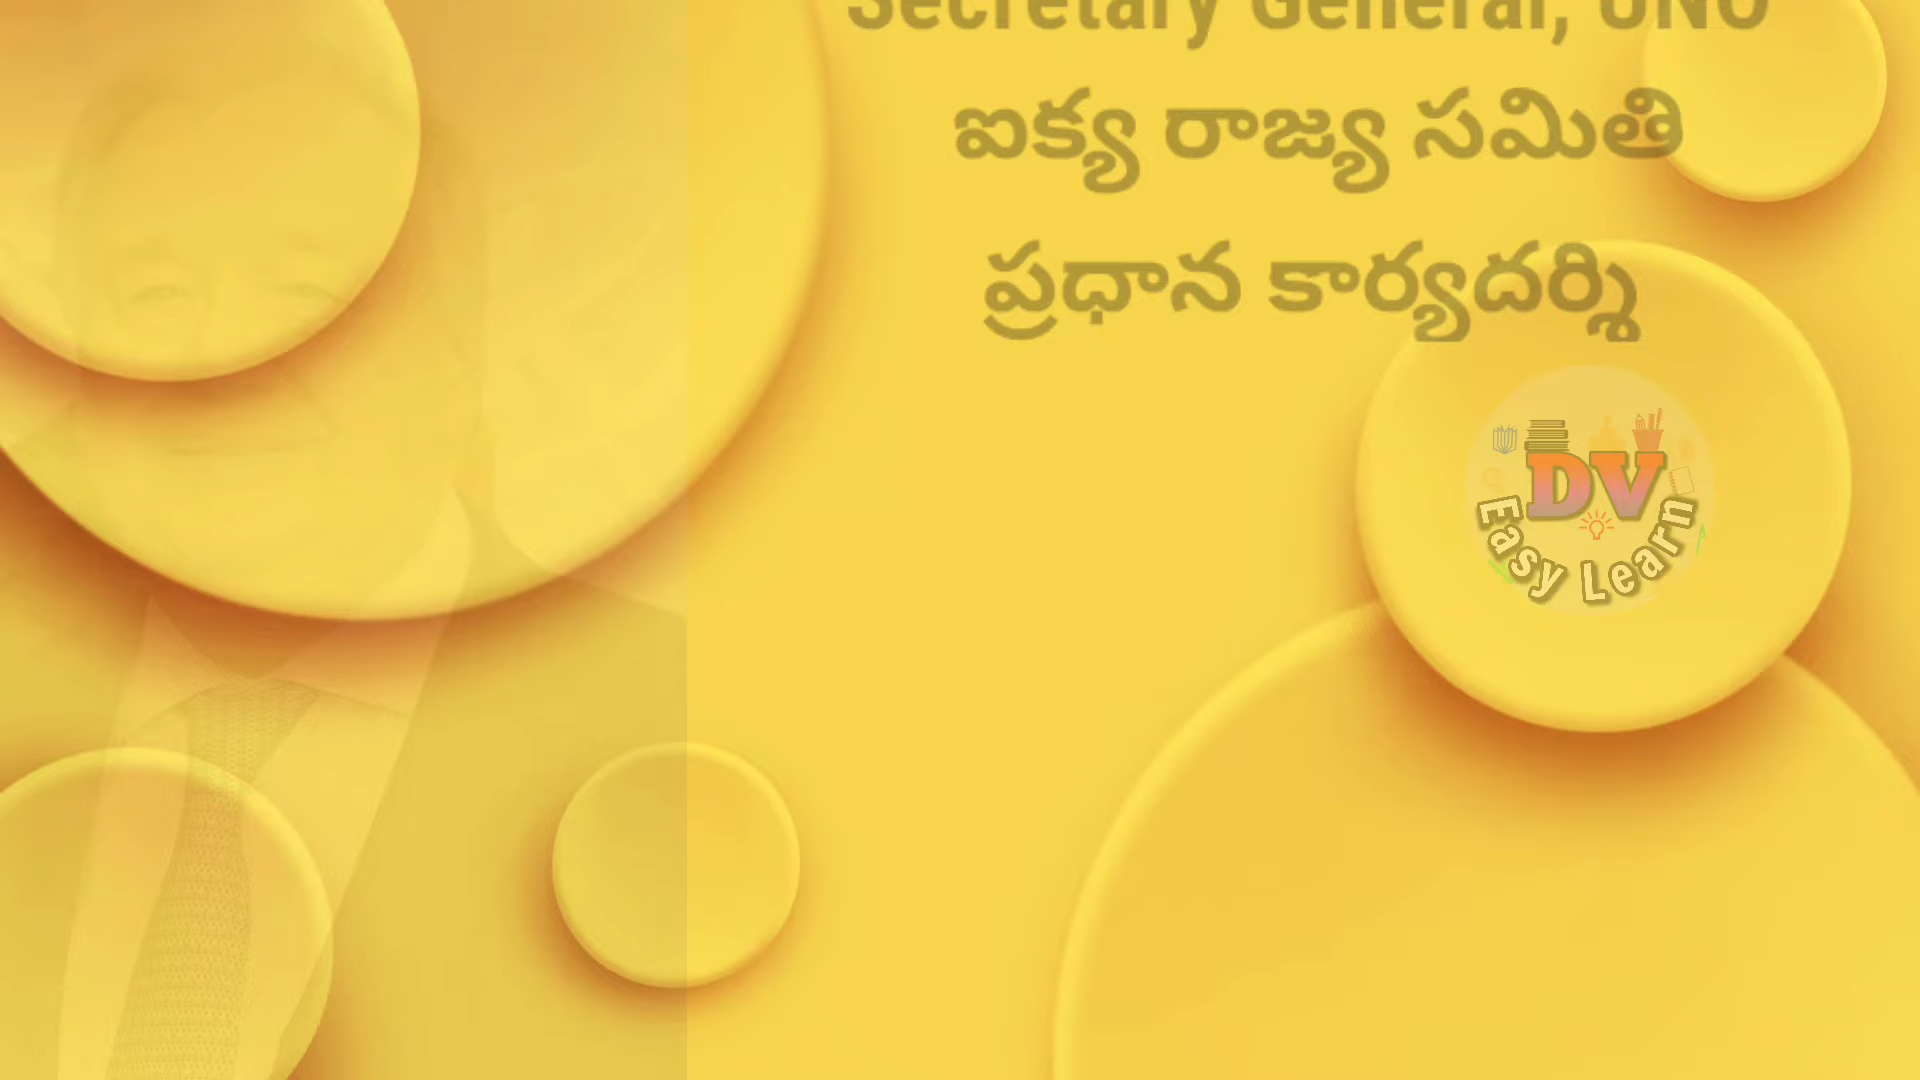 Secretary General, UNO
ఐక్య రాజ్య సమితి
ప్రధాన కార్యదర్శి
DV
Easy Learn